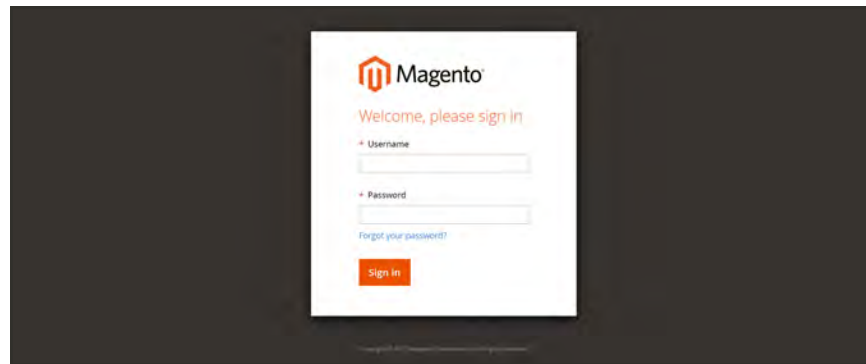 Magento
Welcome, please sign in
* Username
* Password
Forgot your password?
Sign in